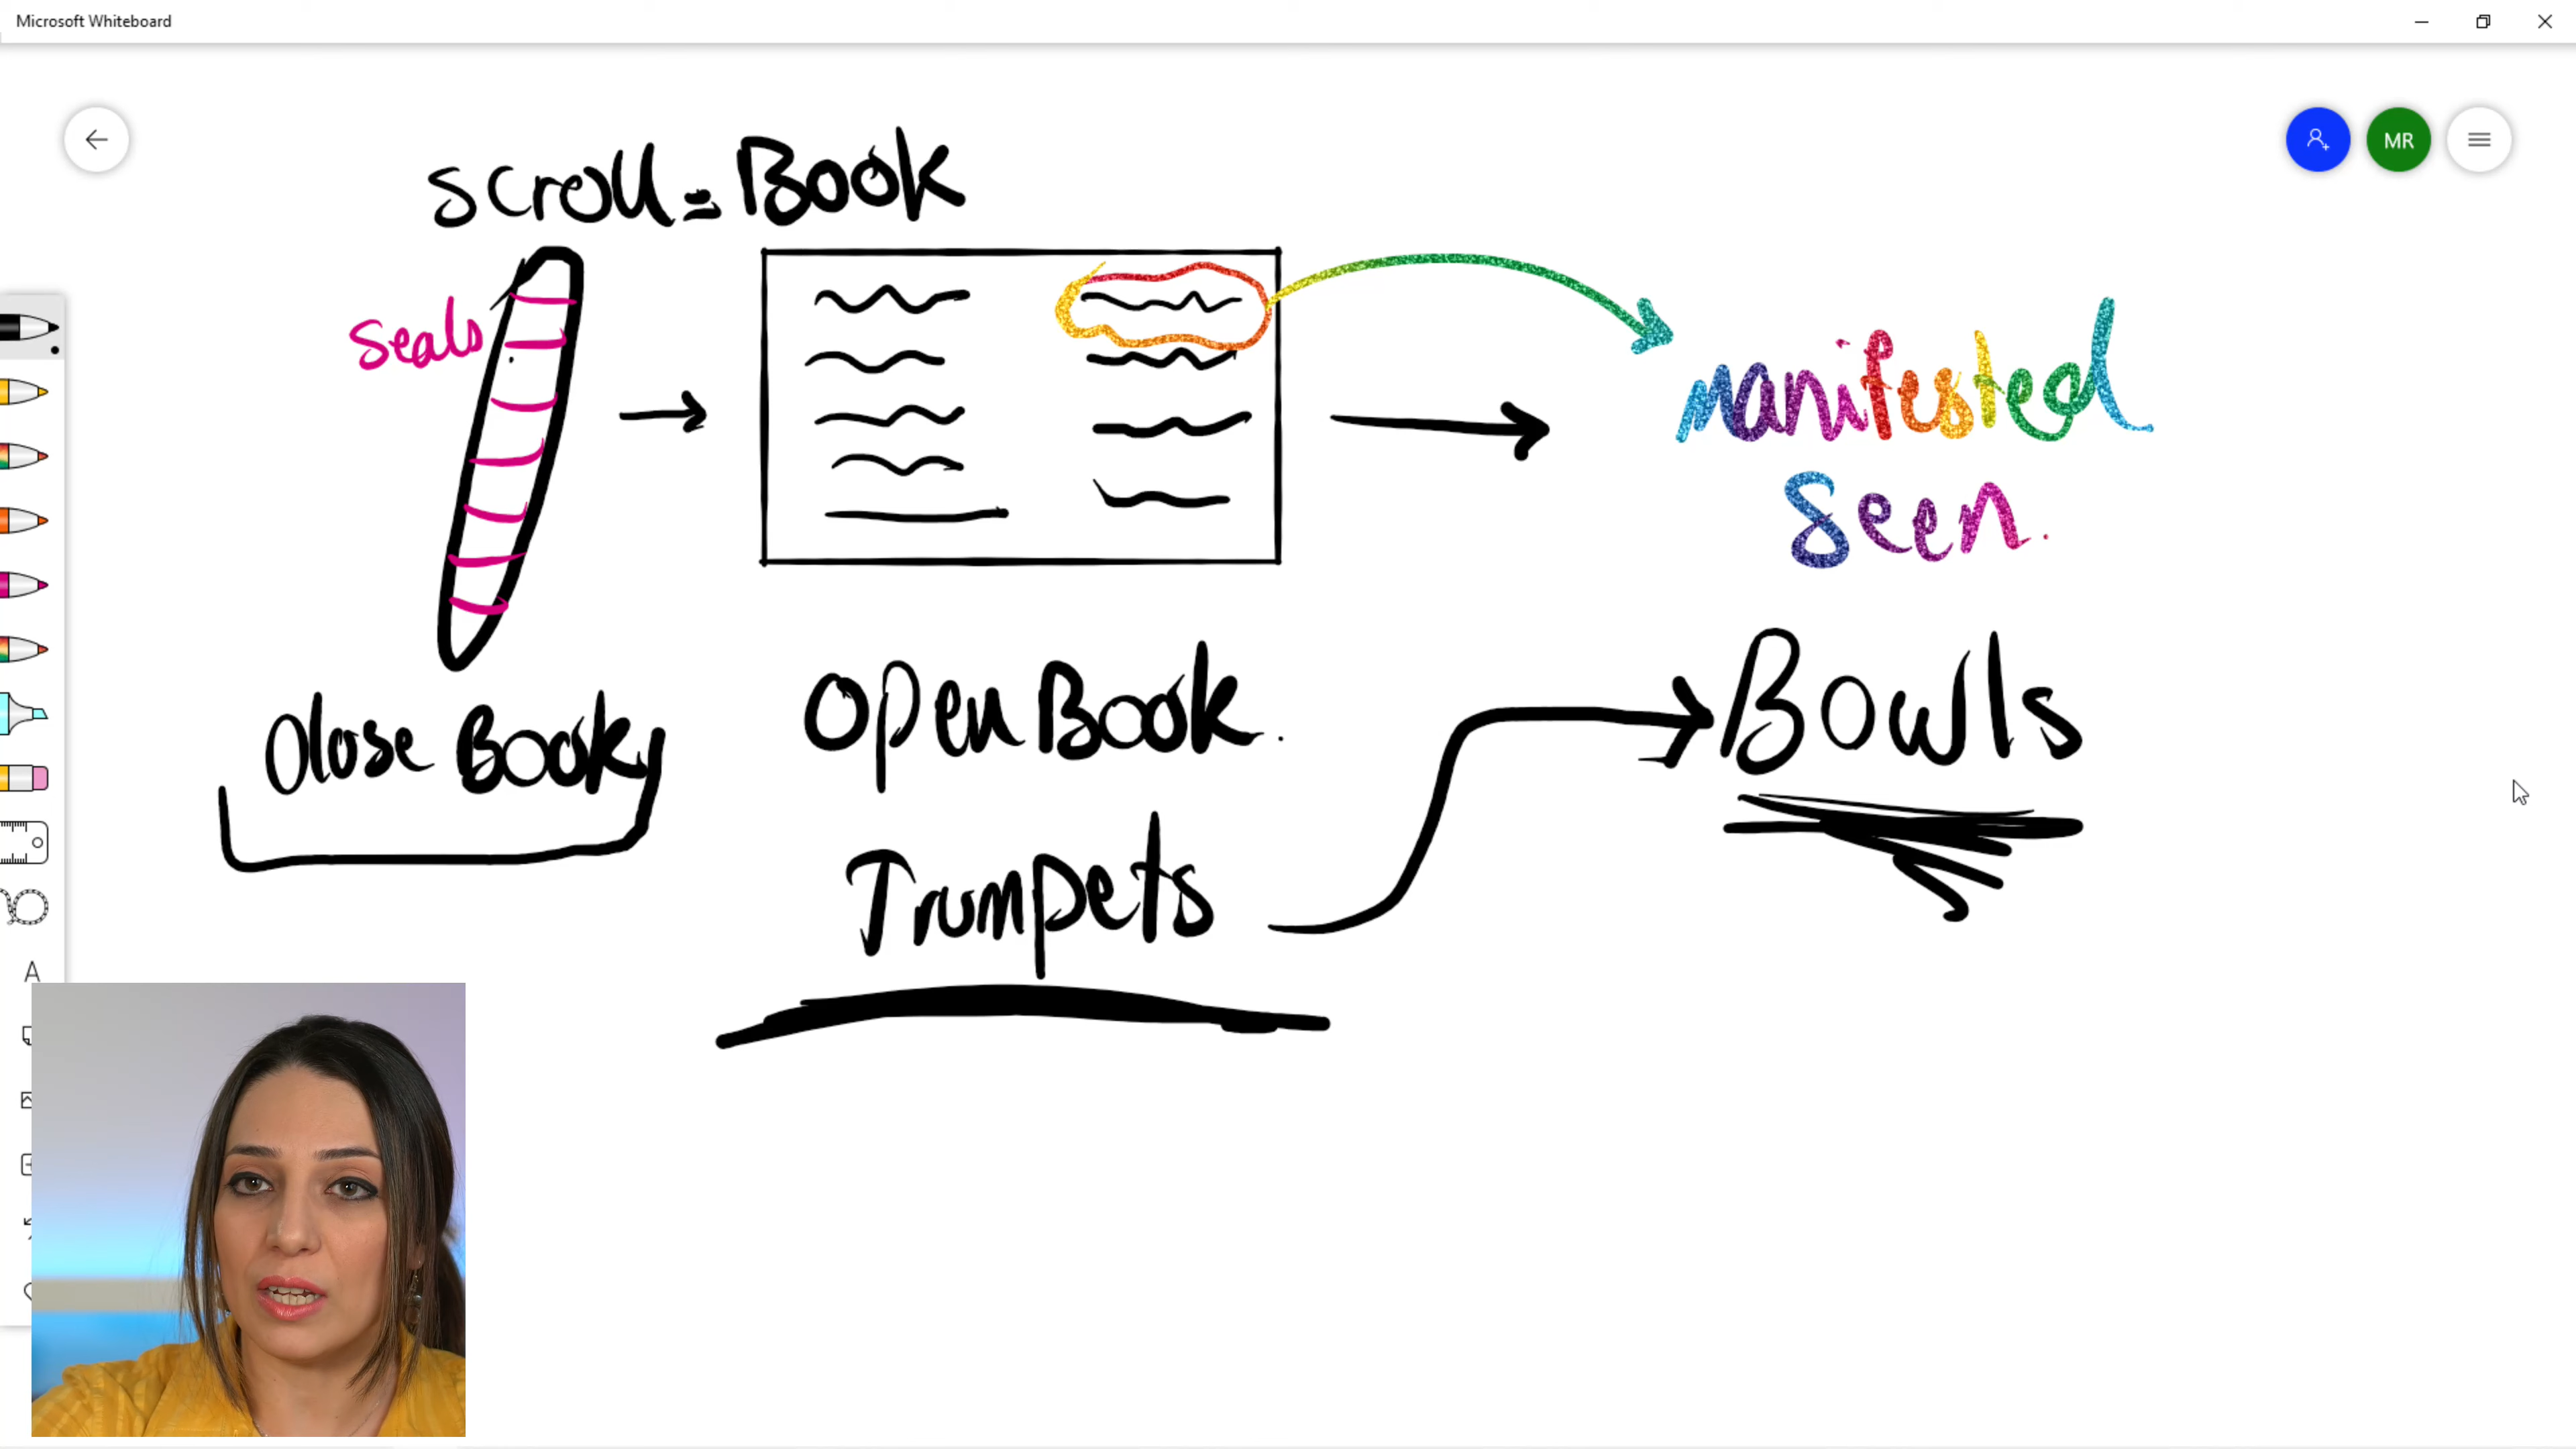 Microsoft Whiteboard
MR
scroll = Book
Seals
manifested
Seen.
Close Book
Open Book.
Bowls
Trumpets
A